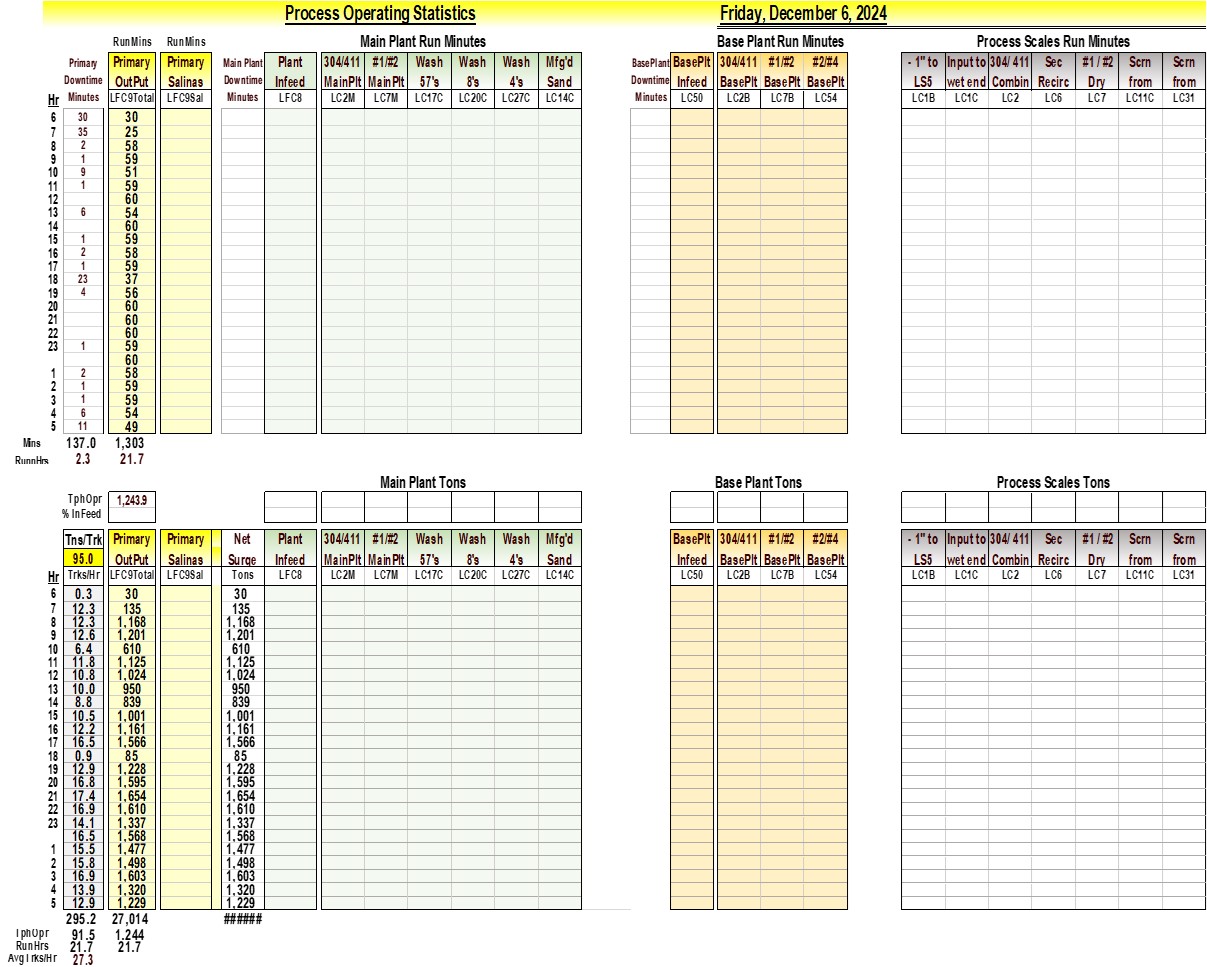 Process Operating Statistics Friday, December 6, 2024
RunMins RunMins Main Plant Run Minutes Base Plant Run Minutes Process Scales Run Minutes
Primary Primary Primary Main Plant Plant 304/411 #1/#2 Wash Wash Wash Mfg'd BasePlant BasePlt 304/411 #1/#2 #2/#4 - 1" to Input to 304/ 411 Sec #1 / #2 Scrn Scrn
Downtime OutPut Salinas Downtime Infeed MainPlt MainPlt 57's 8's 4's Sand Downtime Infeed BasePlt BasePlt BasePlt LS5 wet end Combin Recirc Dry from from
Hr Minutes LFC9Total LFC9Sal Minutes LFC8 LC2M LC7M LC17C LC20C LC27C LC14C Minutes LC50 LC2B LC7B LC54 LC1B LC1C LC2 LC6 LC7 LC11C LC31
6 30 30
7 35 25
8 2 58
9 1 59
10 9 51
11 1 59
12 60
13 6 54
14 60
15 1 59
16 2 58
17 1 59
18 23 37
19 4 56
20 60
21 60
22 60
23 1 59
60
1 2 58
2 1 59
3 1 59
4 6 54
5 11 49
Mins 137.0 1,303
RunnHrs 2.3 21.7
Main Plant Tons Base Plant Tons Process Scales Tons
TphOpr 1,243.9
% InFeed
Tns/Trk Primary Primary Net Plant 304/411 #1/#2 Wash Wash Wash Mfg'd BasePlt 304/411 #1/#2 #2/#4 - 1" to Input to 304/ 411 Sec #1 / #2 Scrn Scrn
95.0 OutPut Salinas Surge Infeed MainPlt MainPlt 57's 8's 4's Sand Infeed BasePlt BasePlt BasePlt LS5 wet end Combin Recirc Dry from from
Hr Trks/Hr LFC9Total LFC9Sal Tons LFC8 LC2M LC7M LC17C LC20C LC27C LC14C LC50 LC2B LC7B LC54 LC1B LC1C LC2 LC6 LC7 LC11C LC31
6 0.3 30 30
7 12.3 135 135
8 12.3 1,168 1,168
9 12.6 1,201 1,201
10 6.4 610 610
11 11.8 1,125 1,125
12 10.8 1,024 1,024
13 10.0 950 950
14 8.8 839 839
15 10.5 1,001 1,001
16 12.2 1,161 1,161
17 16.5 1,566 1,566
18 0.9 85 85
19 12.9 1,228 1,228
20 16.8 1,595 1,595
21 17.4 1,654 1,654
22 16.9 1,610 1,610
23 14.1 1,337 1,337
16.5 1,568 1,568
1 15.5 1,477 1,477
2 15.8 1,498 1,498
3 16.9 1,603 1,603
4 13.9 1,320 1,320
5 12.9 1,229 1,229
295.2 27,014 ######
TphOpr 91.5 1,244
RunHrs 21.7 21.7
AvgTrks/Hr 27.3